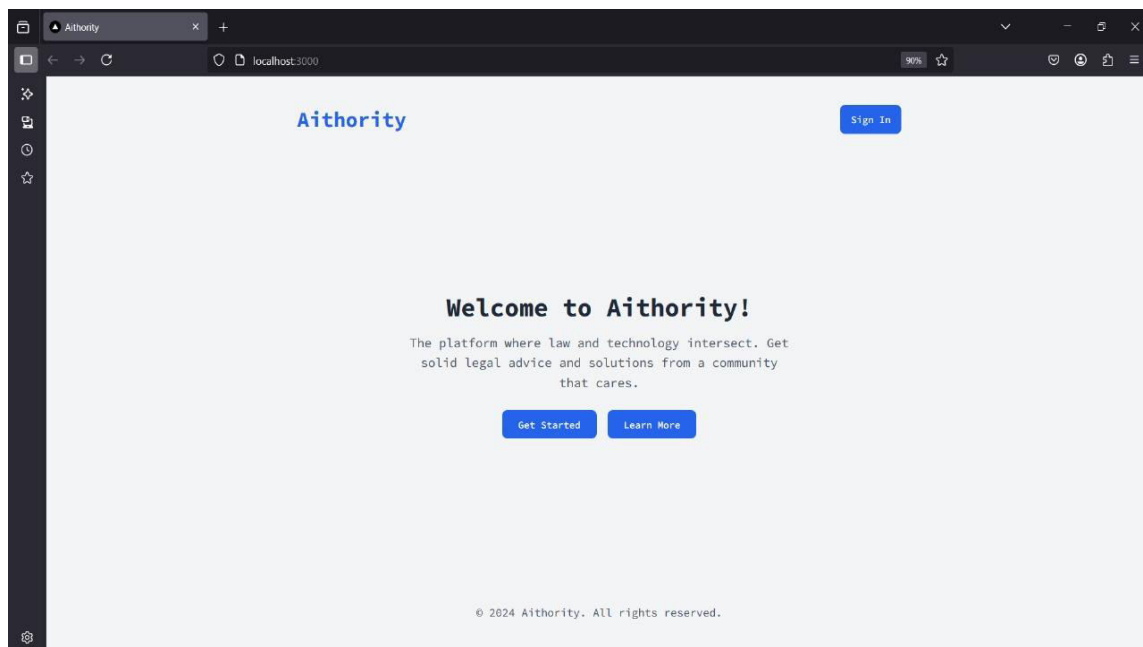 Aithority
localhost:3000
90%
Aithority
Sign In
Welcome to Aithority!
The platform where law and technology intersect. Get
solid legal advice and solutions from a community
that cares.
Get Started
Learn More
© 2024 Aithority. All rights reserved.